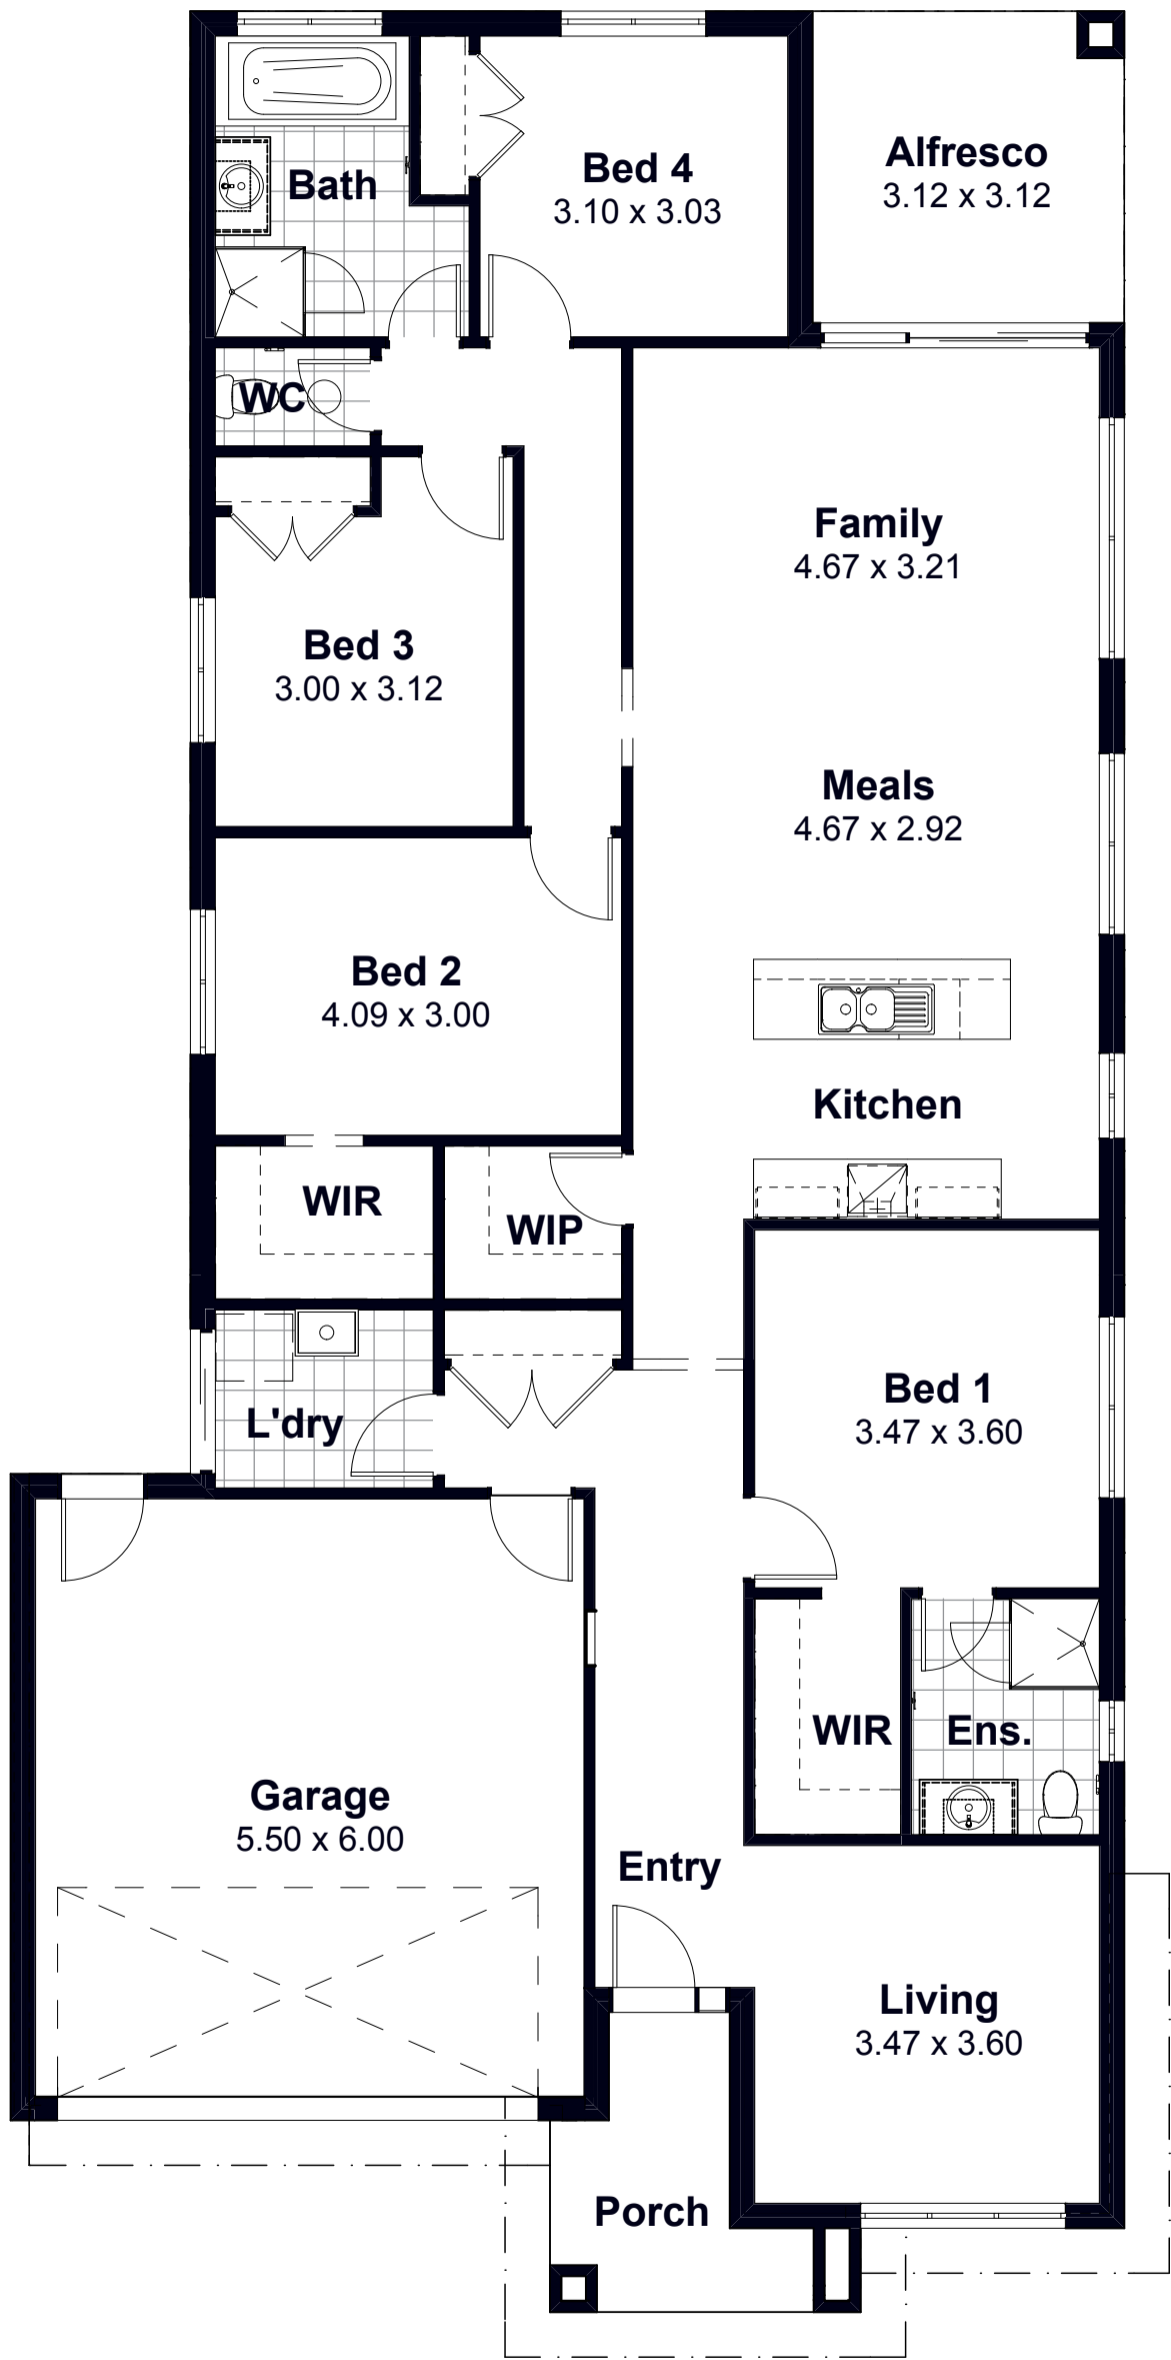 Bath
Bed 4
3.10 x 3.03
Alfresco
3.12 x 3.12
WC
Family
4.67 x 3.21
Bed 3
3.00 x 3.12
Meals
4.67 x 2.92
Bed 2
4.09 x 3.00
Kitchen
WIR
WIP
Bed 1
3.47 x 3.60
L'dry
WIR
Ens.
Garage
5.50 x 6.00
Entry
Living
3.47 x 3.60
Porch